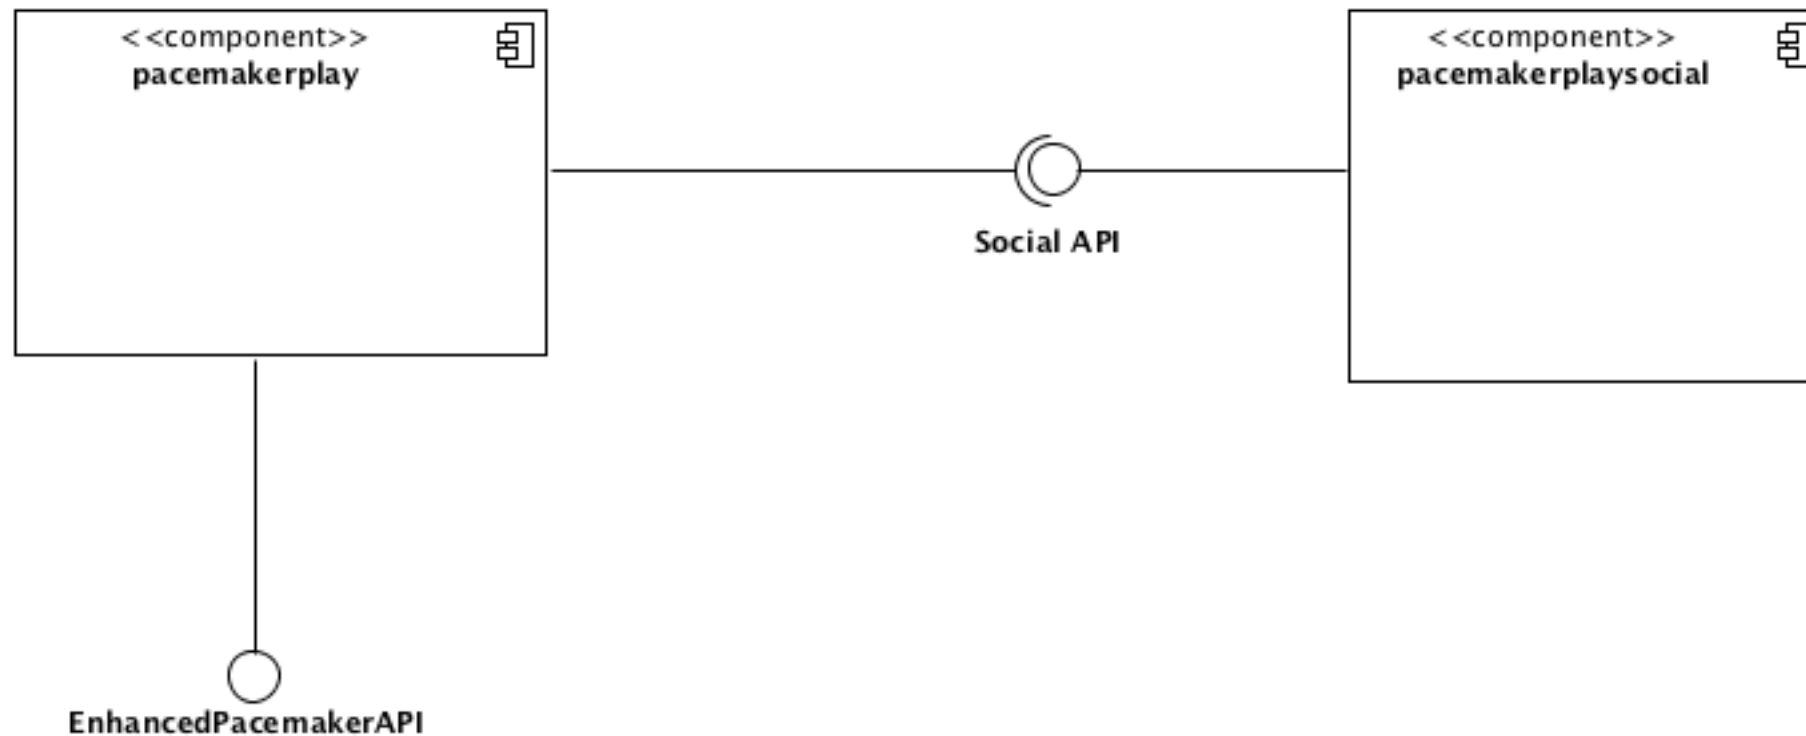 <<component>>
pacemakerplay
<<component>>
pacemakerplaysocial
Social API
EnhancedPacemakerAPI